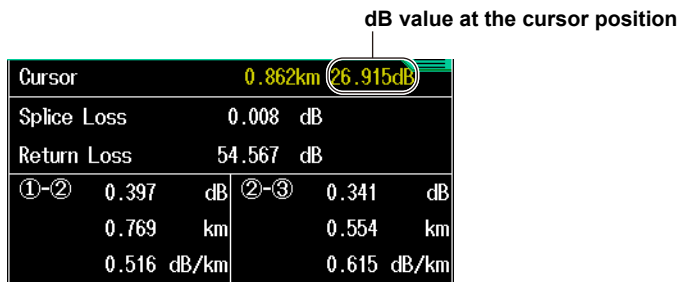 dB value at the cursor position
Cursor 0.862km 26.915dB
Splice Loss 0.008 dB
Return Loss 54.567 dB
①-② 0.397 dB ②-③ 0.341 dB
0.769 km 0.554 km
0.516 dB/km 0.615 dB/km